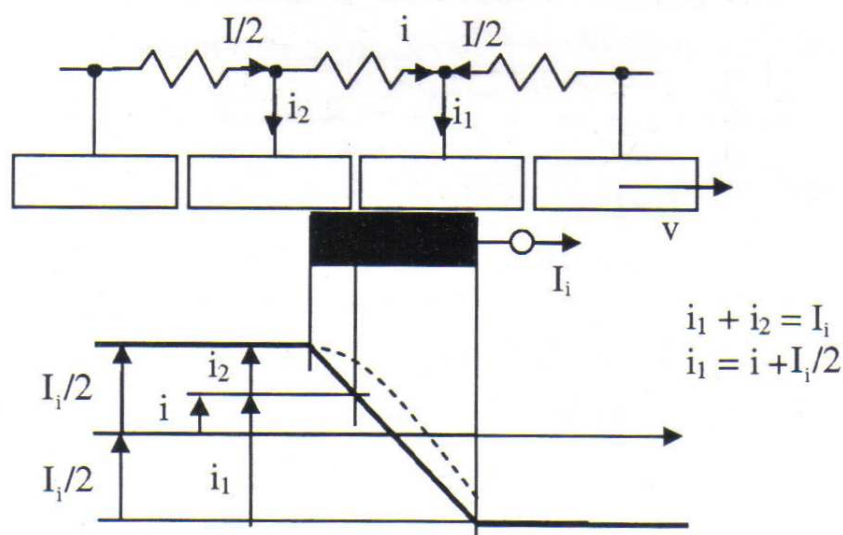 I/2 i I/2
i₂ i₁
v
Iᵢ
i₁ + i₂ = Iᵢ
i₁ = i + Iᵢ/2
Iᵢ/2 i i₂
Iᵢ/2 i₁